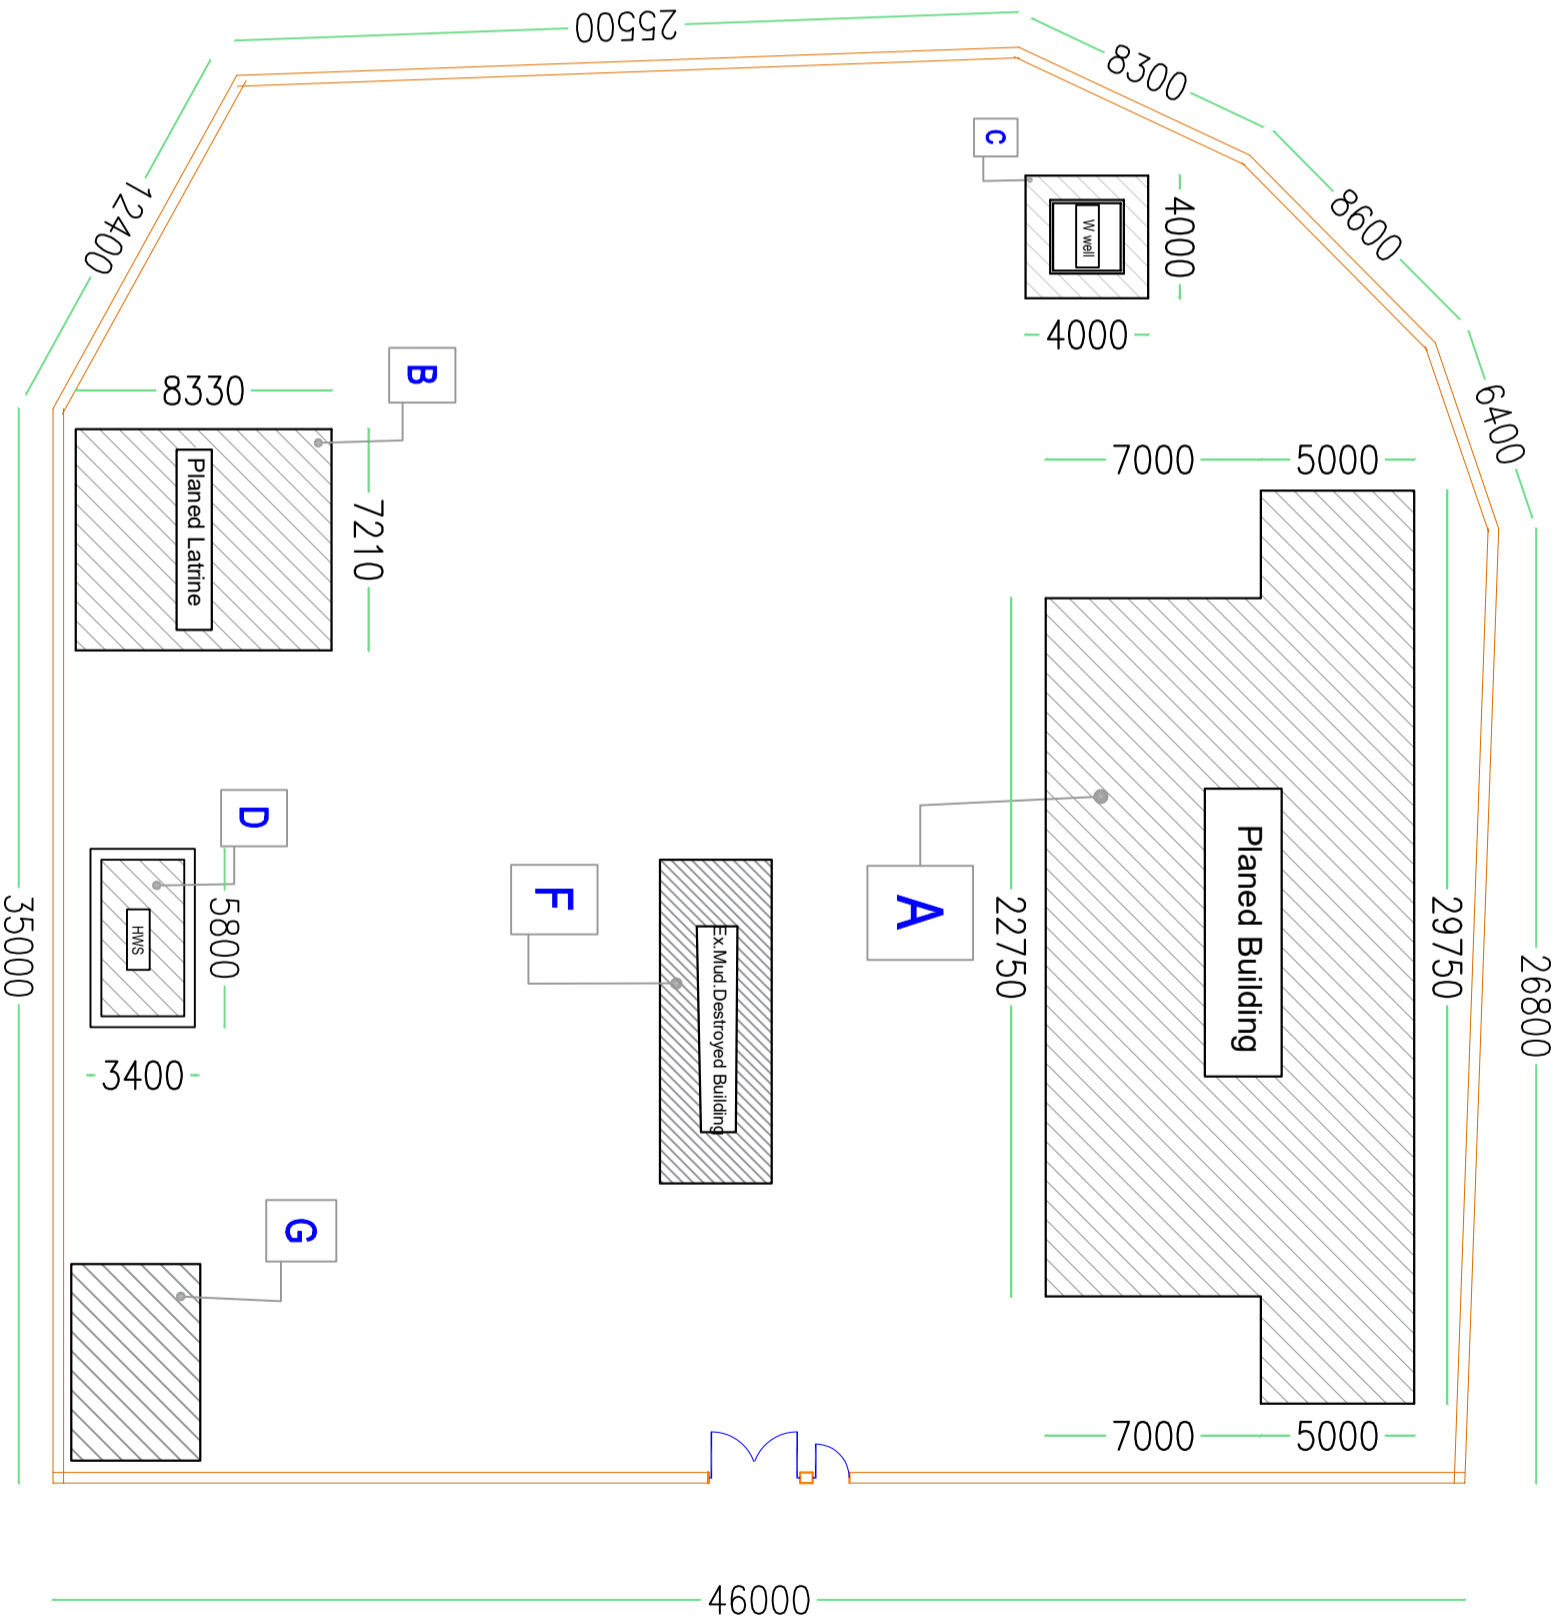 25500
8300
8600
6400
26800
12400
35000
46000
C
W well
4000
4000
B
8330
7210
Planed Latrine
7000
5000
A
Planed Building
22750
29750
7000
5000
D
HWS
5800
3400
F
Ex.Mud.Destroyed Building
G